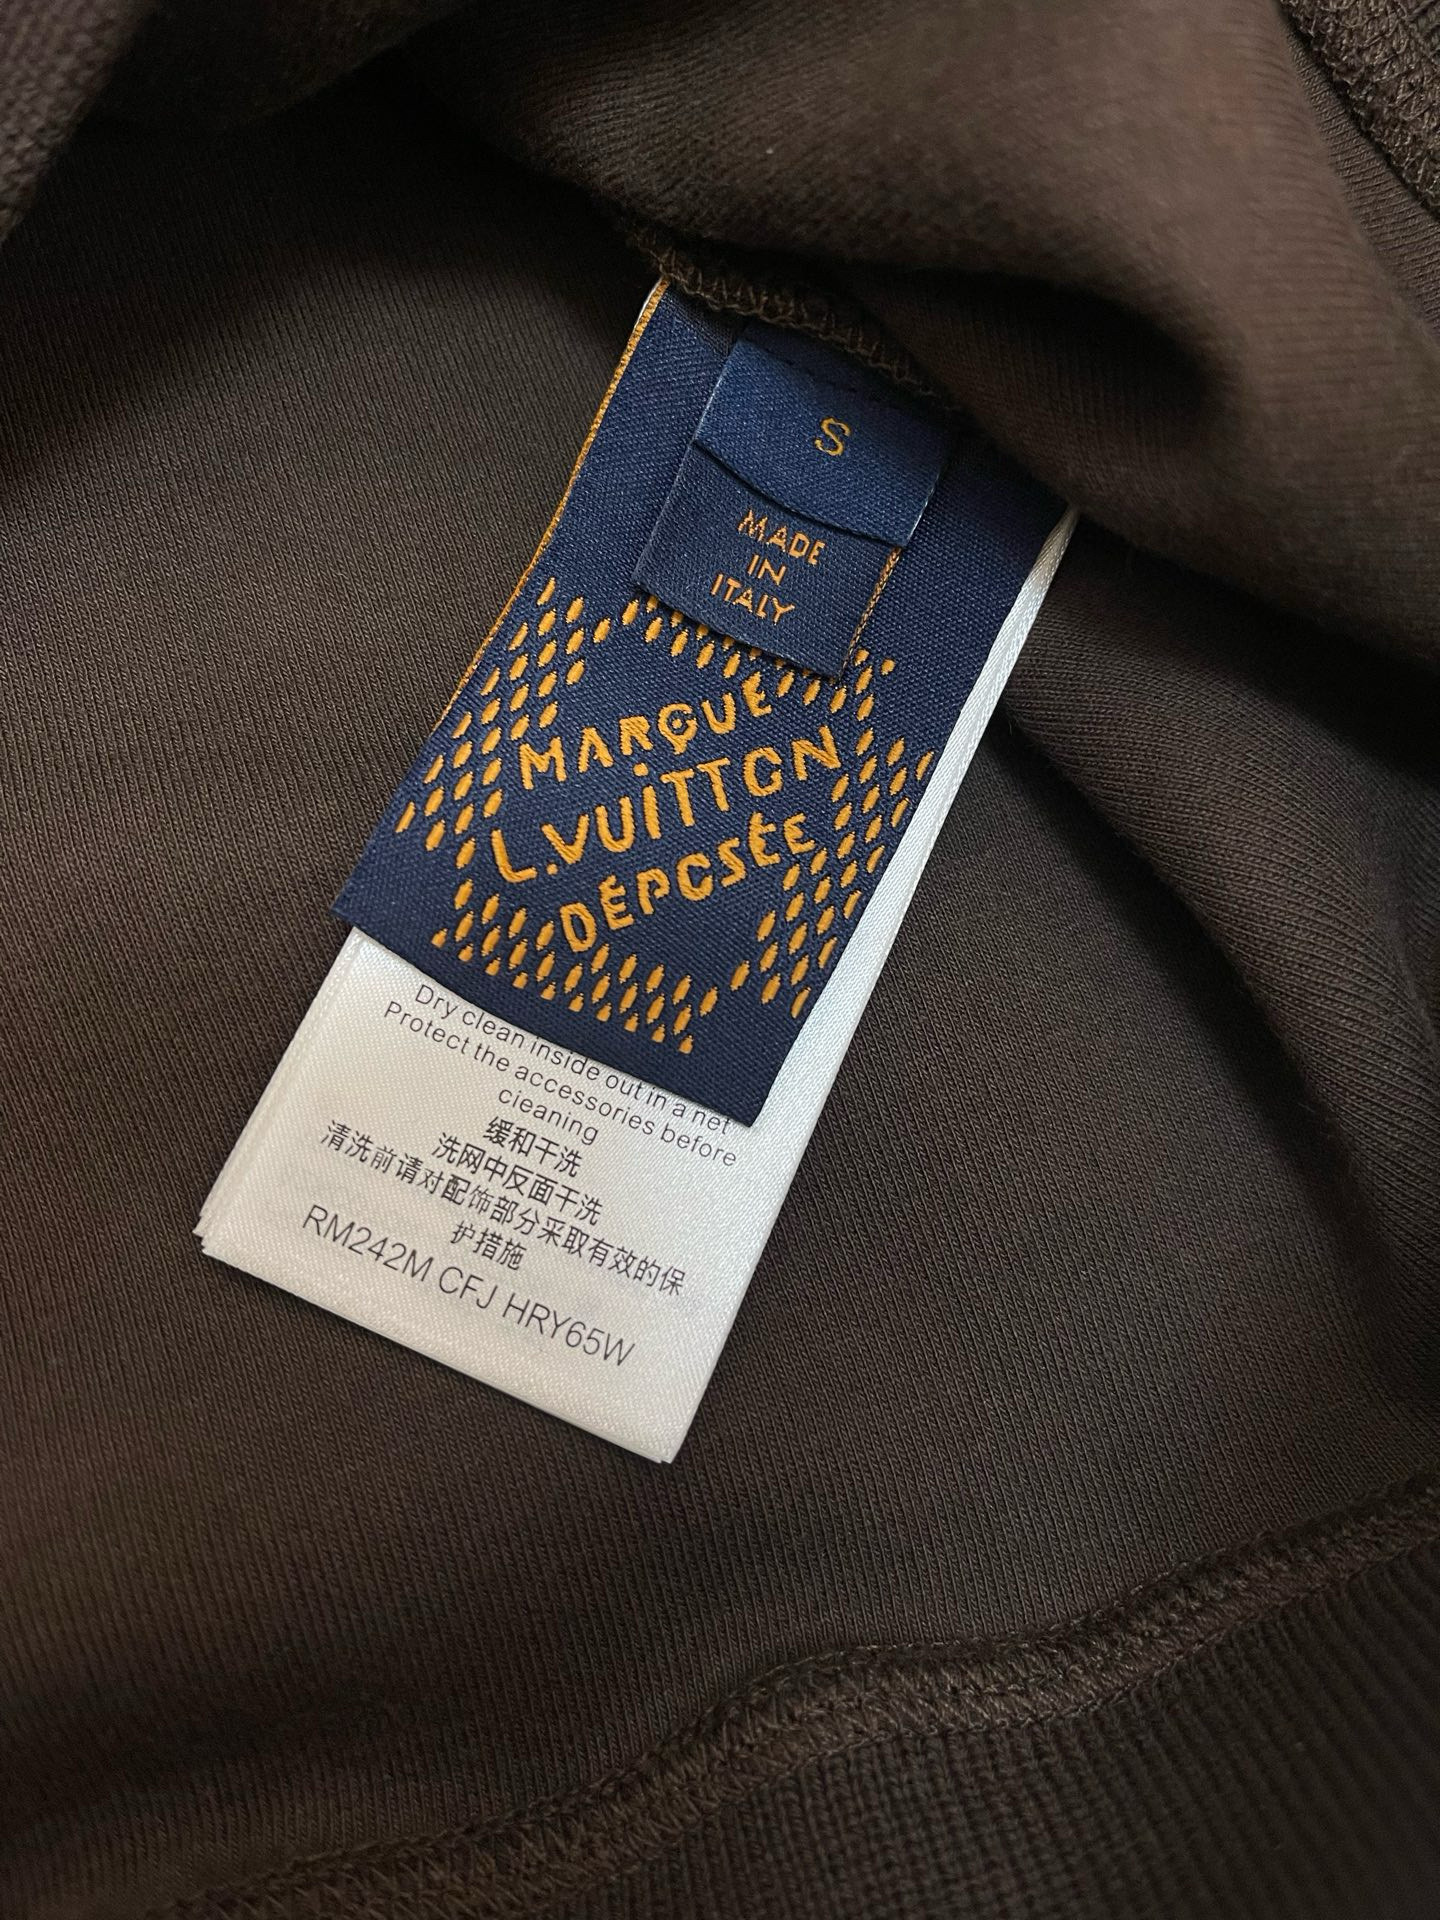 S
MADE
IN
ITALY
MARQUE
L.VUITTON
DÉPOSÉE
Dry clean inside out in a net
Protect the accessories before
cleaning
缓和干洗
洗网中反面干洗
清洗前请对配饰部分采取有效的保
护措施
RM242M CFJ HRY65W